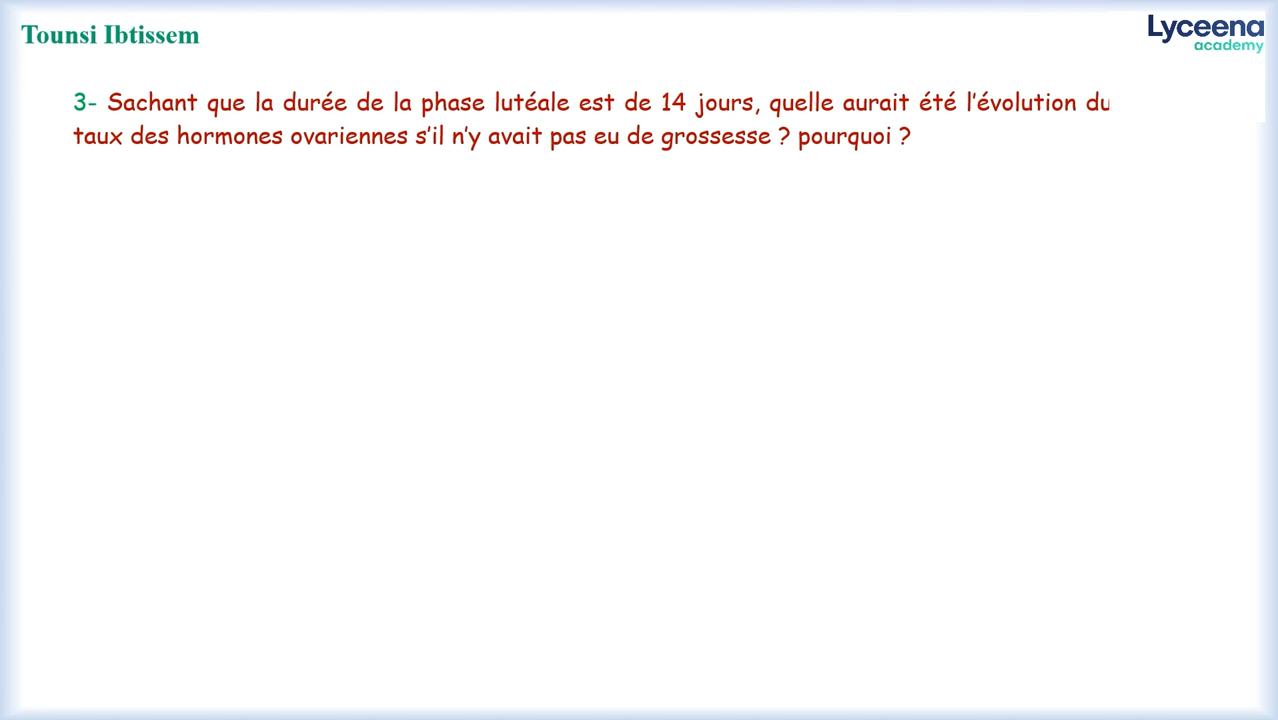 Tounsi Ibtissem
Lyceena
academy
3- Sachant que la durée de la phase lutéale est de 14 jours, quelle aurait été l’évolution du
taux des hormones ovariennes s’il n’y avait pas eu de grossesse ? pourquoi ?